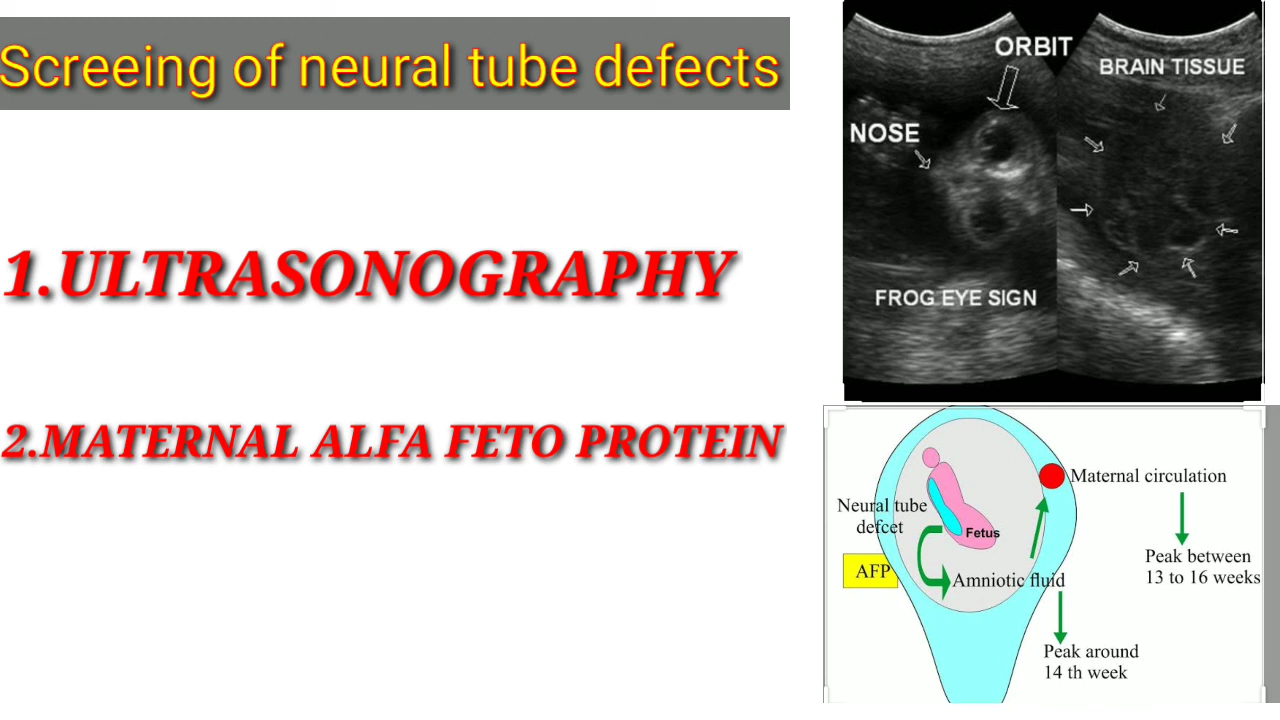 Screeing of neural tube defects
1.ULTRASONOGRAPHY
2.MATERNAL ALFA FETO PROTEIN
ORBIT
BRAIN TISSUE
NOSE
FROG EYE SIGN
Maternal circulation
Neural tube
defcet
Fetus
Peak between
13 to 16 weeks
AFP
Amniotic fluid
Peak around
14 th week